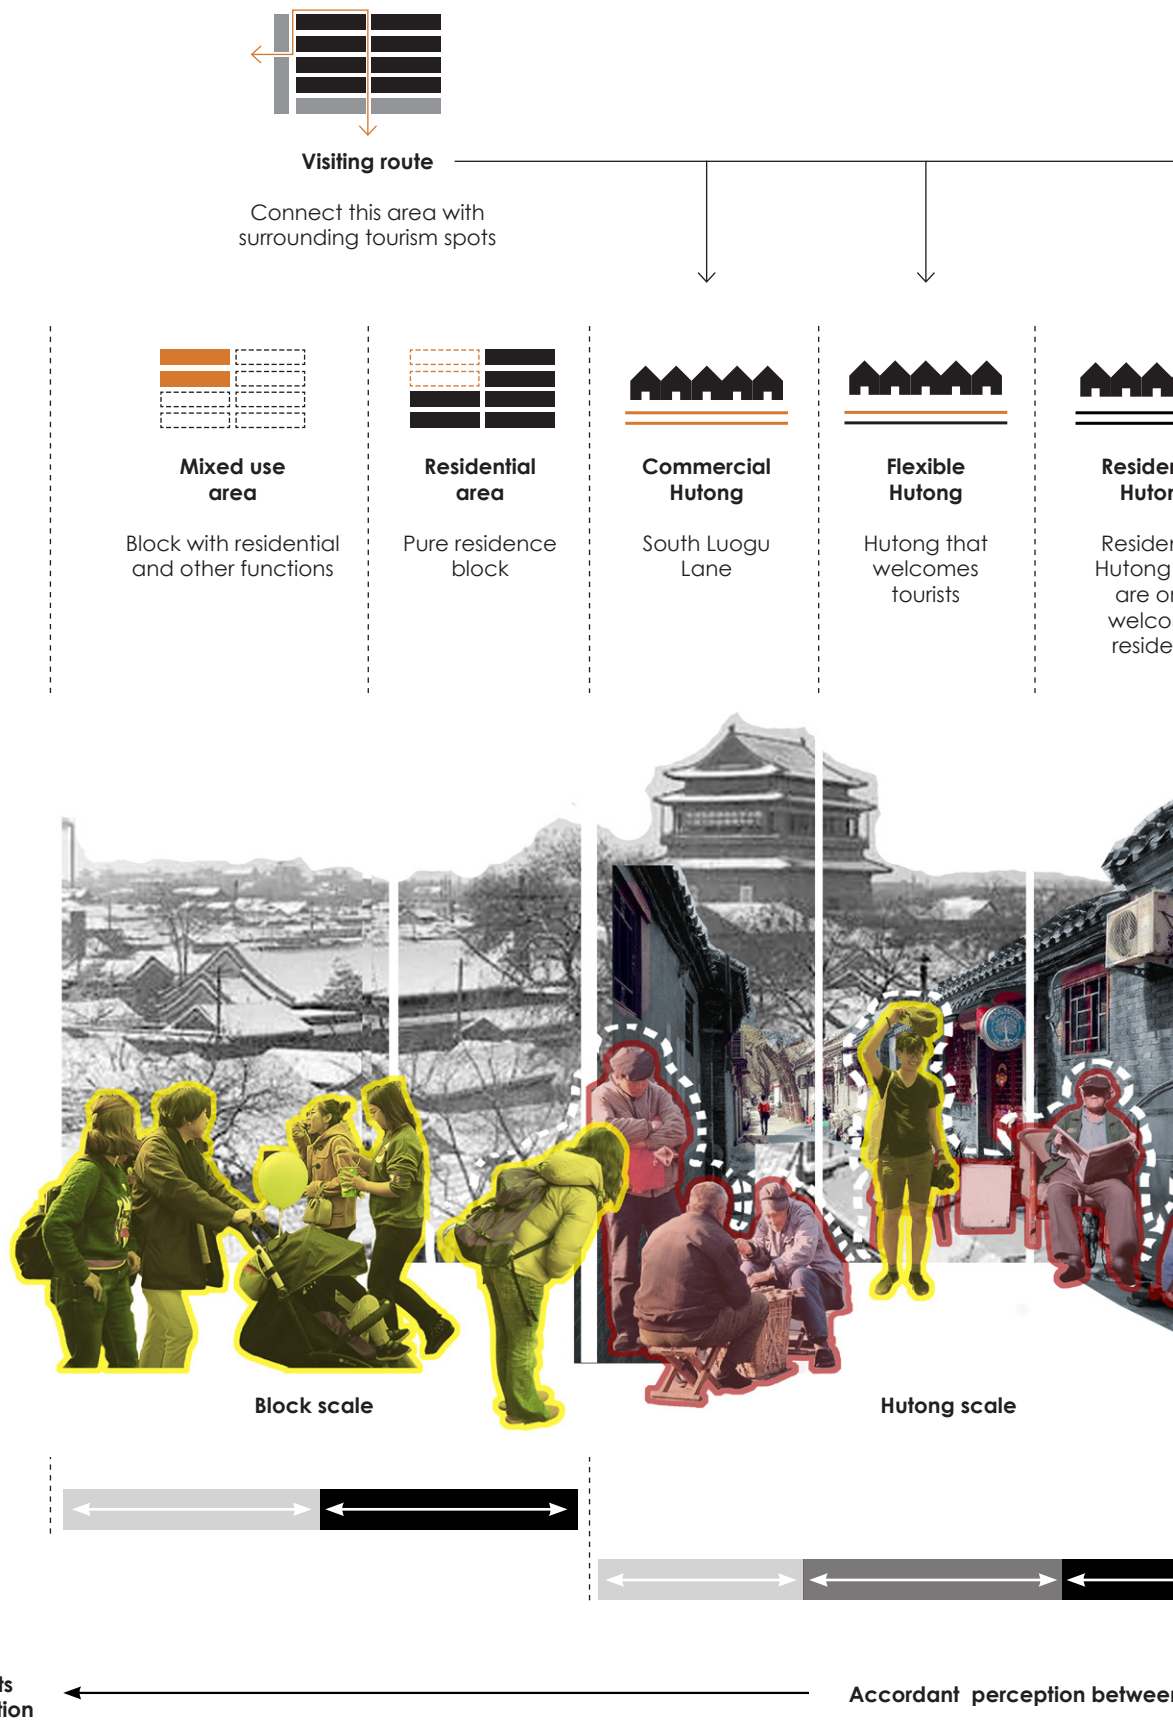 Visiting route
Connect this area with
surrounding tourism spots
Mixed use
area
Block with residential
and other functions
Residential
area
Pure residence
block
Commercial
Hutong
South Luogu
Lane
Flexible
Hutong
Hutong that
welcomes
tourists
Hutong
are
Block scale
Hutong scale
Accordant perception between